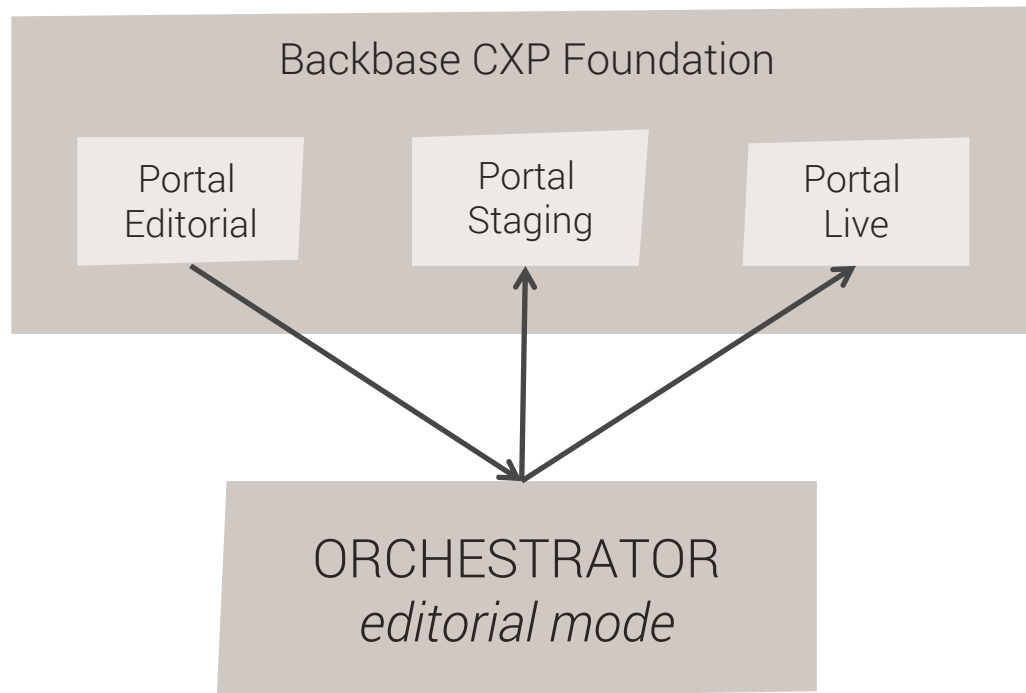 Backbase CXP Foundation
Portal
Editorial
Portal
Staging
Portal
Live
ORCHESTRATOR
editorial mode